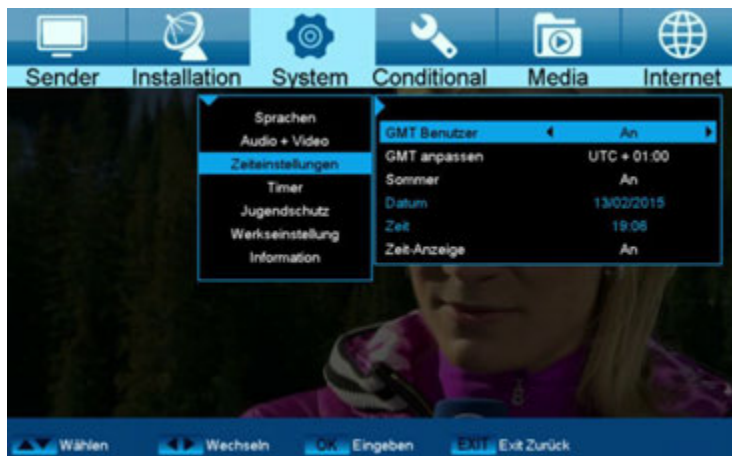 Sender Installation System Conditional Media Internet
Sprachen
Audio + Video
Zeiteinstellungen
Timer
Jugendschutz
Werkseinstellung
Information
GMT Benutzer An
GMT anpassen UTC + 01:00
Sommer An
Datum 13/02/2015
Zeit 19:06
Zeit-Anzeige An
Wählen Wechseln OK Eingeben EXIT Exit Zurück